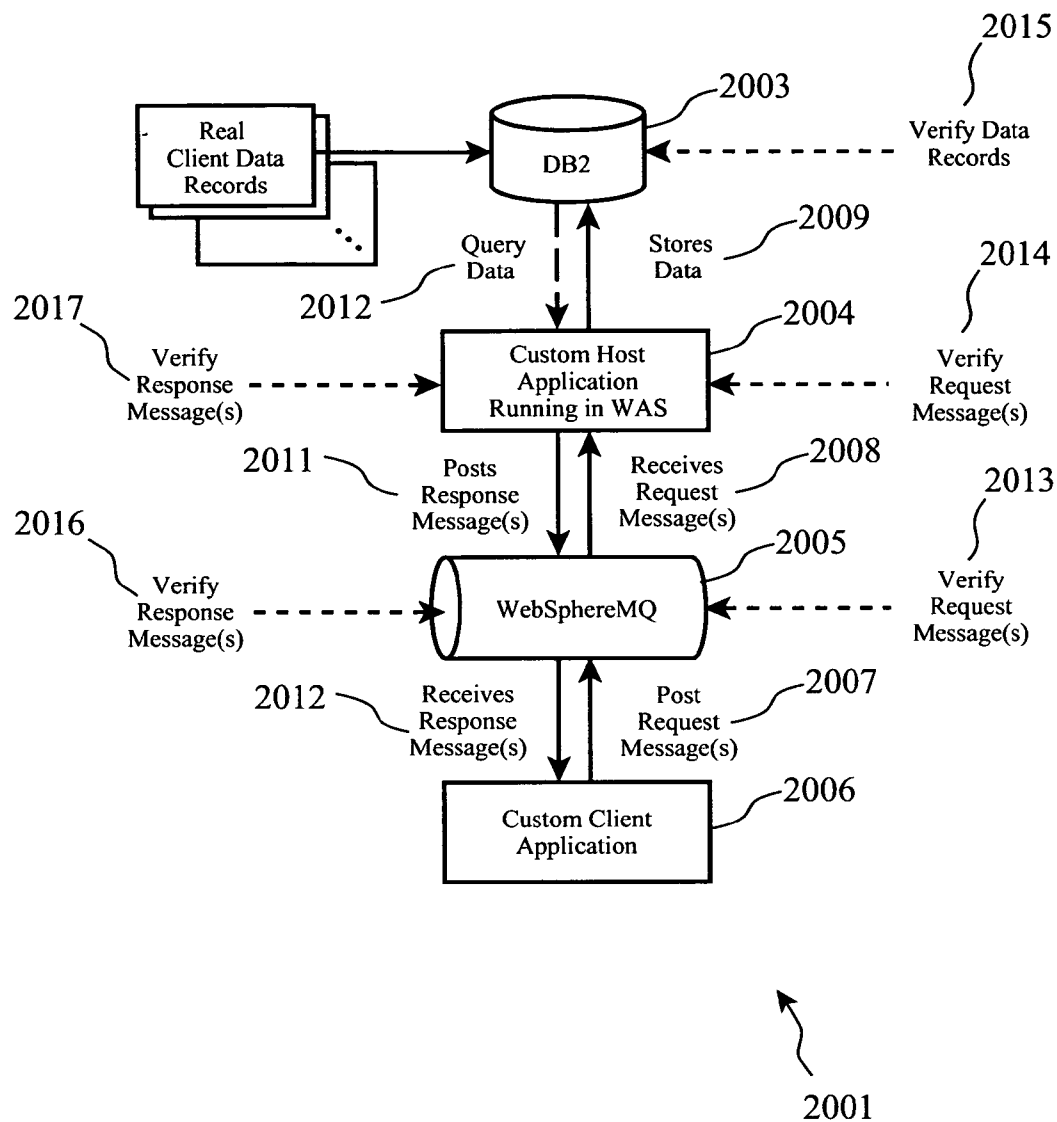 2015
2003
Real
Client Data
Records
DB2
Verify Data
Records
Query
Data
2012
Stores
Data
2009
2014
2017
Verify
Response
Message(s)
Custom Host
Application
Running in WAS
2004
Verify
Request
Message(s)
2011
Posts
Response
Message(s)
Receives
Request
Message(s)
2008
2013
2016
Verify
Response
Message(s)
WebSphereMQ
2005
Verify
Request
Message(s)
2012
Receives
Response
Message(s)
Post
Request
Message(s)
2007
Custom Client
Application
2006
2001